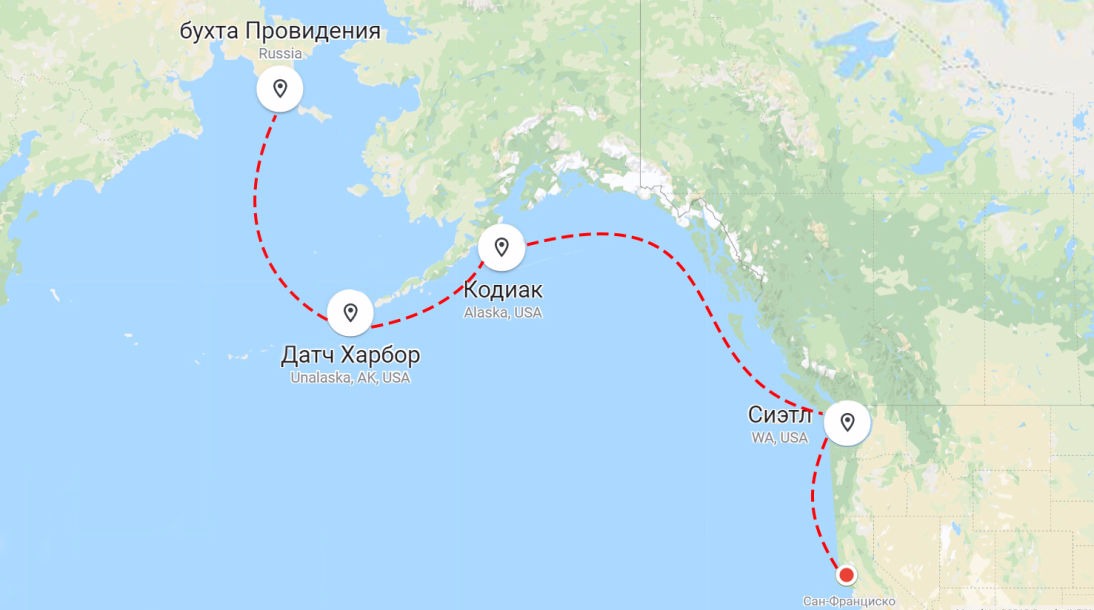 бухта Провидения
Russia
Кодиак
Alaska, USA
Датч Харбор
Unalaska, AK, USA
Сиэтл
WA, USA
Сан-Франциско